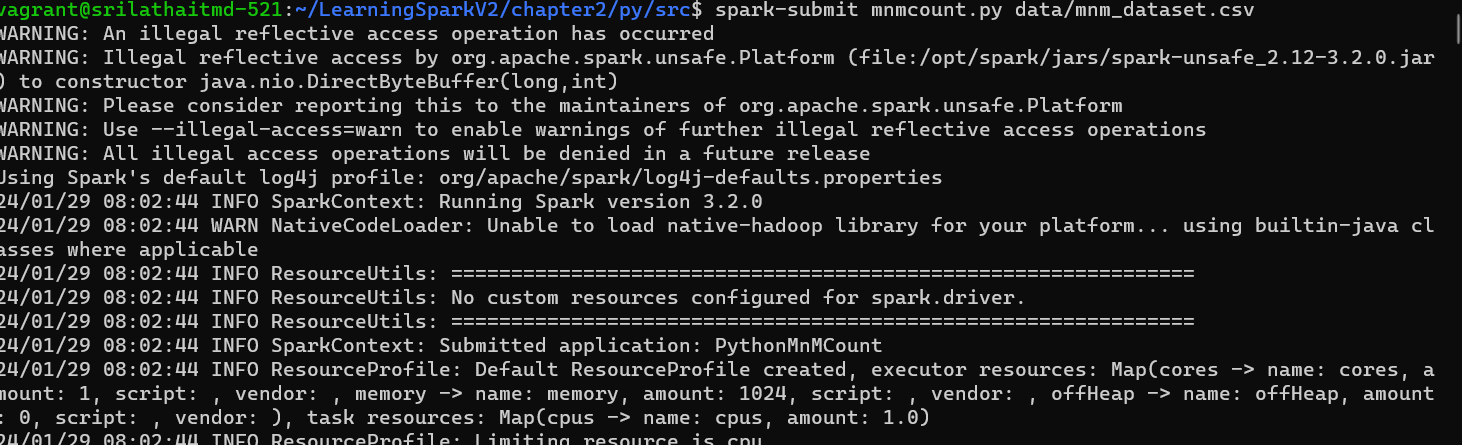 vagrant@srilathaitmd-521:~/LearningSparkV2/chapter2/py/src$ spark-submit mnmcount.py data/mnm_dataset.csv
WARNING: An illegal reflective access operation has occurred
WARNING: Illegal reflective access by org.apache.spark.unsafe.Platform (file:/opt/spark/jars/spark-unsafe_2.12-3.2.0.jar
) to constructor java.nio.DirectByteBuffer(long,int)
WARNING: Please consider reporting this to the maintainers of org.apache.spark.unsafe.Platform
WARNING: Use --illegal-access=warn to enable warnings of further illegal reflective access operations
WARNING: All illegal access operations will be denied in a future release
Using Spark's default log4j profile: org/apache/spark/log4j-defaults.properties
24/01/29 08:02:44 INFO SparkContext: Running Spark version 3.2.0
24/01/29 08:02:44 WARN NativeCodeLoader: Unable to load native-hadoop library for your platform... using builtin-java cl
asses where applicable
24/01/29 08:02:44 INFO ResourceUtils: ==============================================================
24/01/29 08:02:44 INFO ResourceUtils: No custom resources configured for spark.driver.
24/01/29 08:02:44 INFO ResourceUtils: ==============================================================
24/01/29 08:02:44 INFO SparkContext: Submitted application: PythonMnMCount
24/01/29 08:02:44 INFO ResourceProfile: Default ResourceProfile created, executor resources: Map(cores -> name: cores, a
mount: 1, script: , vendor: , memory -> name: memory, amount: 1024, script: , vendor: , offHeap -> name: offHeap, amount
: 0, script: , vendor: ), task resources: Map(cpus -> name: cpus, amount: 1.0)
24/01/29 08:02:44 INFO ResourceProfile: Limiting resource is cpu